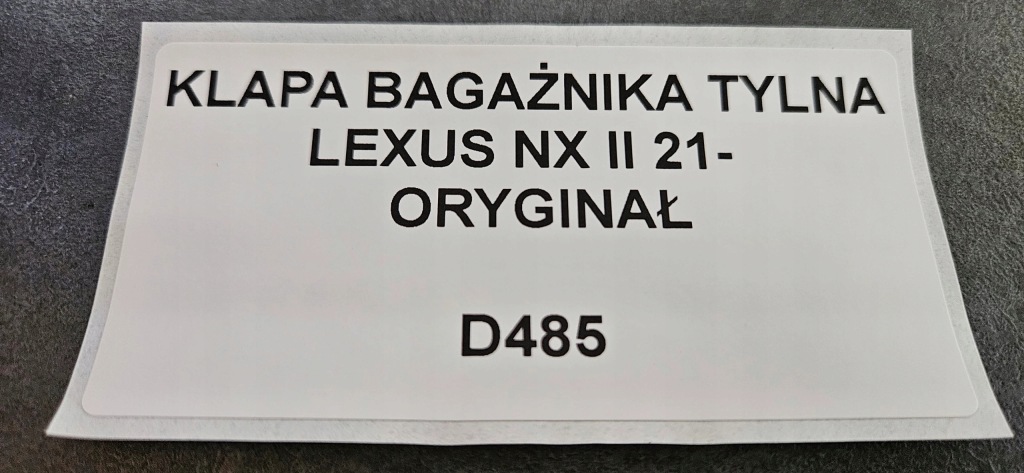 KLAPA BAGAŻNIKA TYLNA
LEXUS NX II 21-
ORYGINAŁ
D485